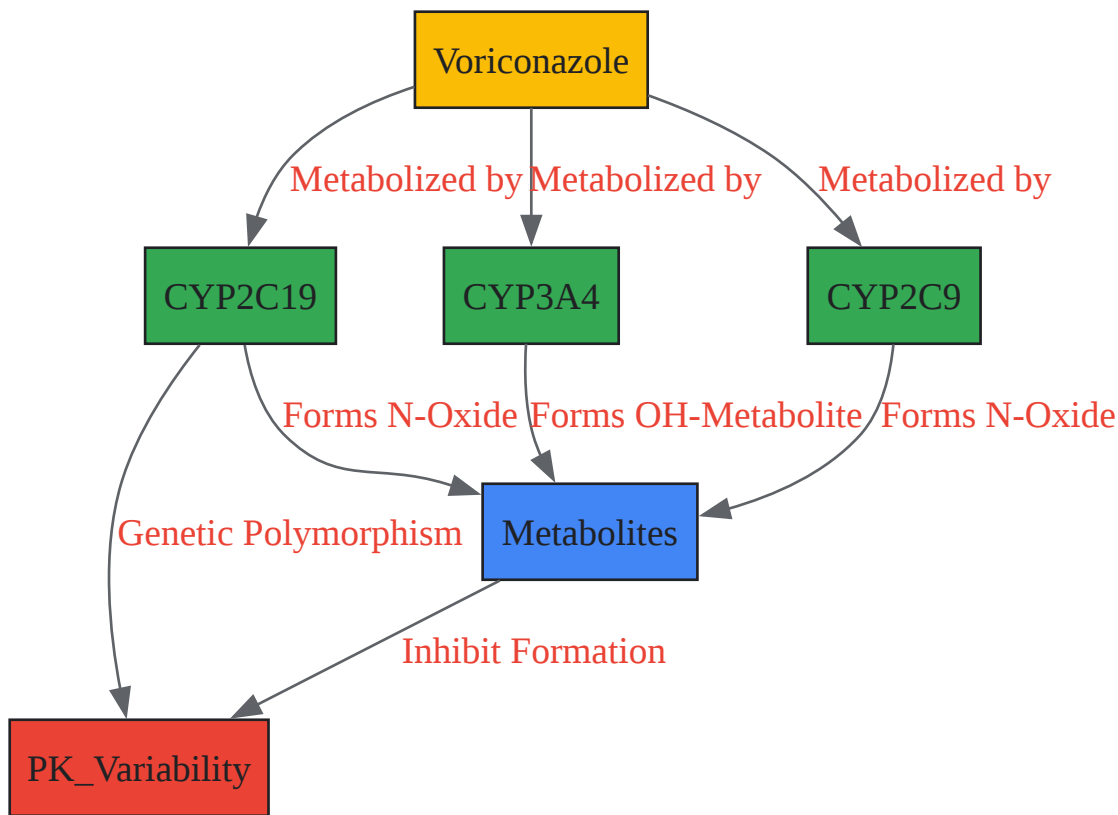 Voriconazole
Metabolized by
Metabolized by
Metabolized by
CYP2C19
CYP3A4
CYP2C9
Forms N-Oxide
Forms OH-Metabolite
Forms N-Oxide
Genetic Polymorphism
Metabolites
Inhibit Formation
PK_Variability